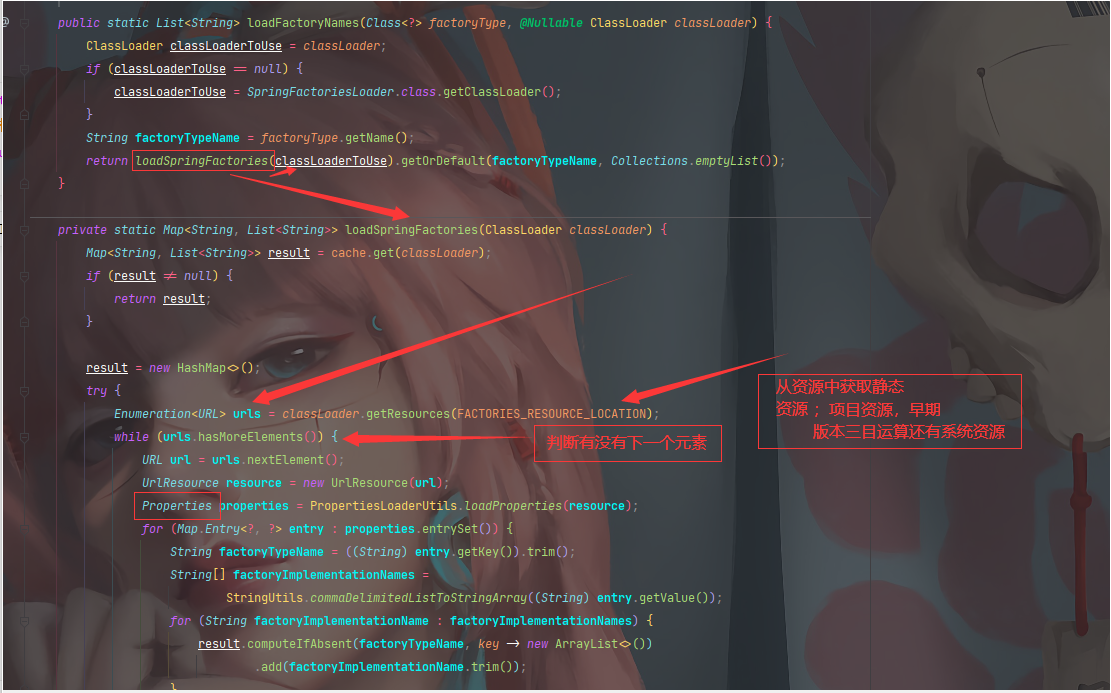 public static List<String> loadFactoryNames(Class<?> factoryType, @Nullable ClassLoader classLoader) {
ClassLoader classLoaderToUse = classLoader;
if (classLoaderToUse == null) {
classLoaderToUse = SpringFactoriesLoader.class.getClassLoader();
}
String factoryTypeName = factoryType.getName();
return loadSpringFactories(classLoaderToUse).getOrDefault(factoryTypeName, Collections.emptyList());
}
private static Map<String, List<String>> loadSpringFactories(ClassLoader classLoader) {
Map<String, List<String>> result = cache.get(classLoader);
if (result ≠ null) {
return result;
}
result = new HashMap<>();
try {
Enumeration<URL> urls = classLoader.getResources(FACTORIES_RESOURCE_LOCATION);
while (urls.hasMoreElements()) {
URL url = urls.nextElement();
UrlResource resource = new UrlResource(url);
Properties properties = PropertiesLoaderUtils.loadProperties(resource);
for (Map.Entry<?, ?> entry : properties.entrySet()) {
String factoryTypeName = ((String) entry.getKey()).trim();
String[] factoryImplementationNames =
StringUtils.commaDelimitedListToStringArray((String) entry.getValue());
for (String factoryImplementationName : factoryImplementationNames) {
result.computeIfAbsent(factoryTypeName, key → new ArrayList<>())
.add(factoryImplementationName.trim());
}
从资源中获取静态
资源；项目资源，早期
版本三目运算还有系统资源
判断有没有下一个元素